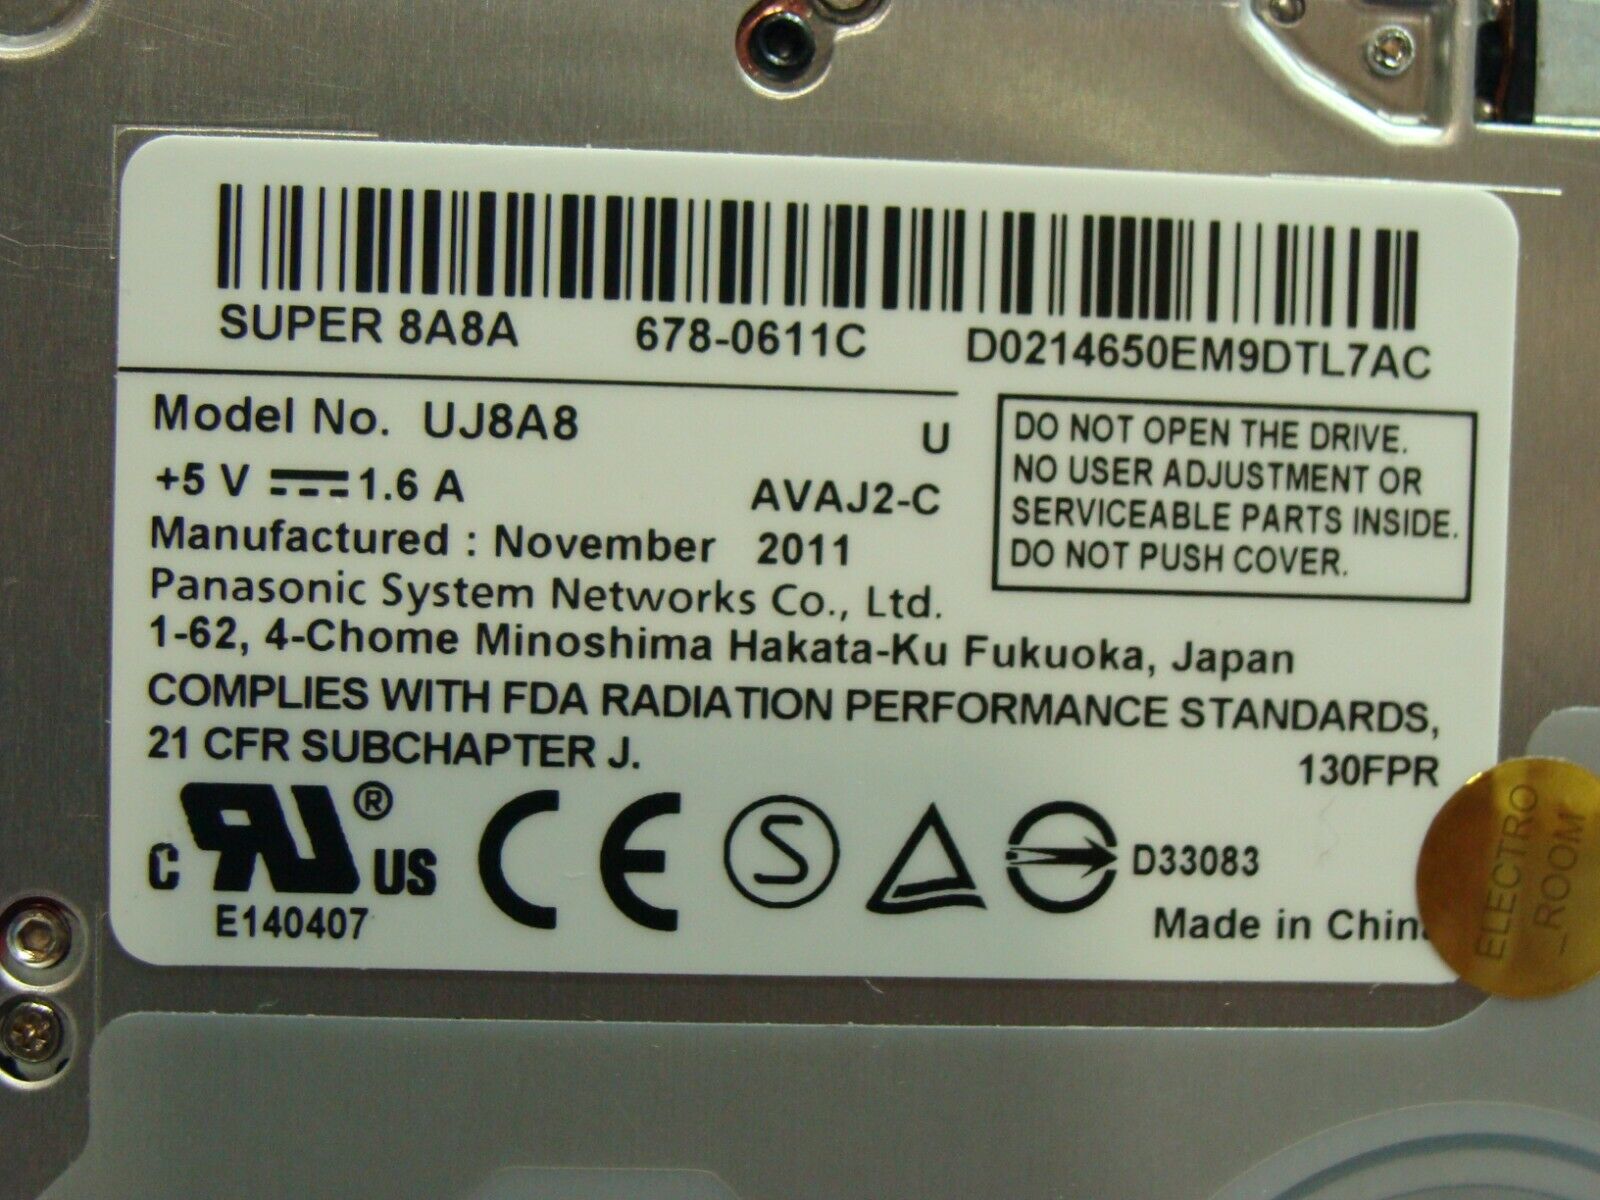 SUPER 8A8A 678-0611C D0214650EM9DTL7AC
Model No. UJ8A8 U
+5 V 1.6 A AVAJ2-C
Manufactured : November 2011
Panasonic System Networks Co., Ltd.
1-62, 4-Chome Minoshima Hakata-Ku Fukuoka, Japan
DO NOT OPEN THE DRIVE.
NO USER ADJUSTMENT OR
SERVICEABLE PARTS INSIDE.
DO NOT PUSH COVER.
COMPLIES WITH FDA RADIATION PERFORMANCE STANDARDS,
21 CFR SUBCHAPTER J.
130FPR
C RU ® US
E140407
CE
S
D33083
Made in China
ELECTRO
_ROOM